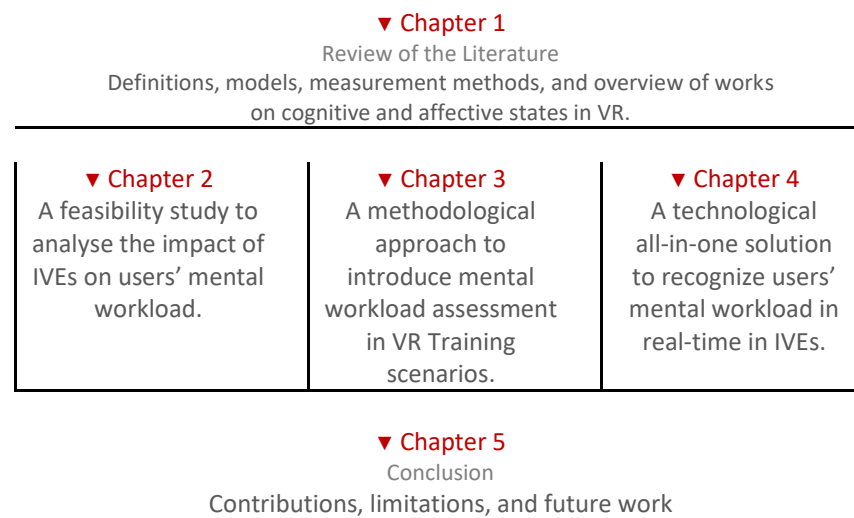 ▼ Chapter 1
Review of the Literature
Definitions, models, measurement methods, and overview of works
on cognitive and affective states in VR.
▼ Chapter 2
A feasibility study to
analyse the impact of
IVEs on users’ mental
workload.
▼ Chapter 3
A methodological
approach to
introduce mental
workload assessment
in VR Training
scenarios.
▼ Chapter 4
A technological
all-in-one solution
to recognize users’
mental workload in
real-time in IVEs.
▼ Chapter 5
Conclusion
Contributions, limitations, and future work